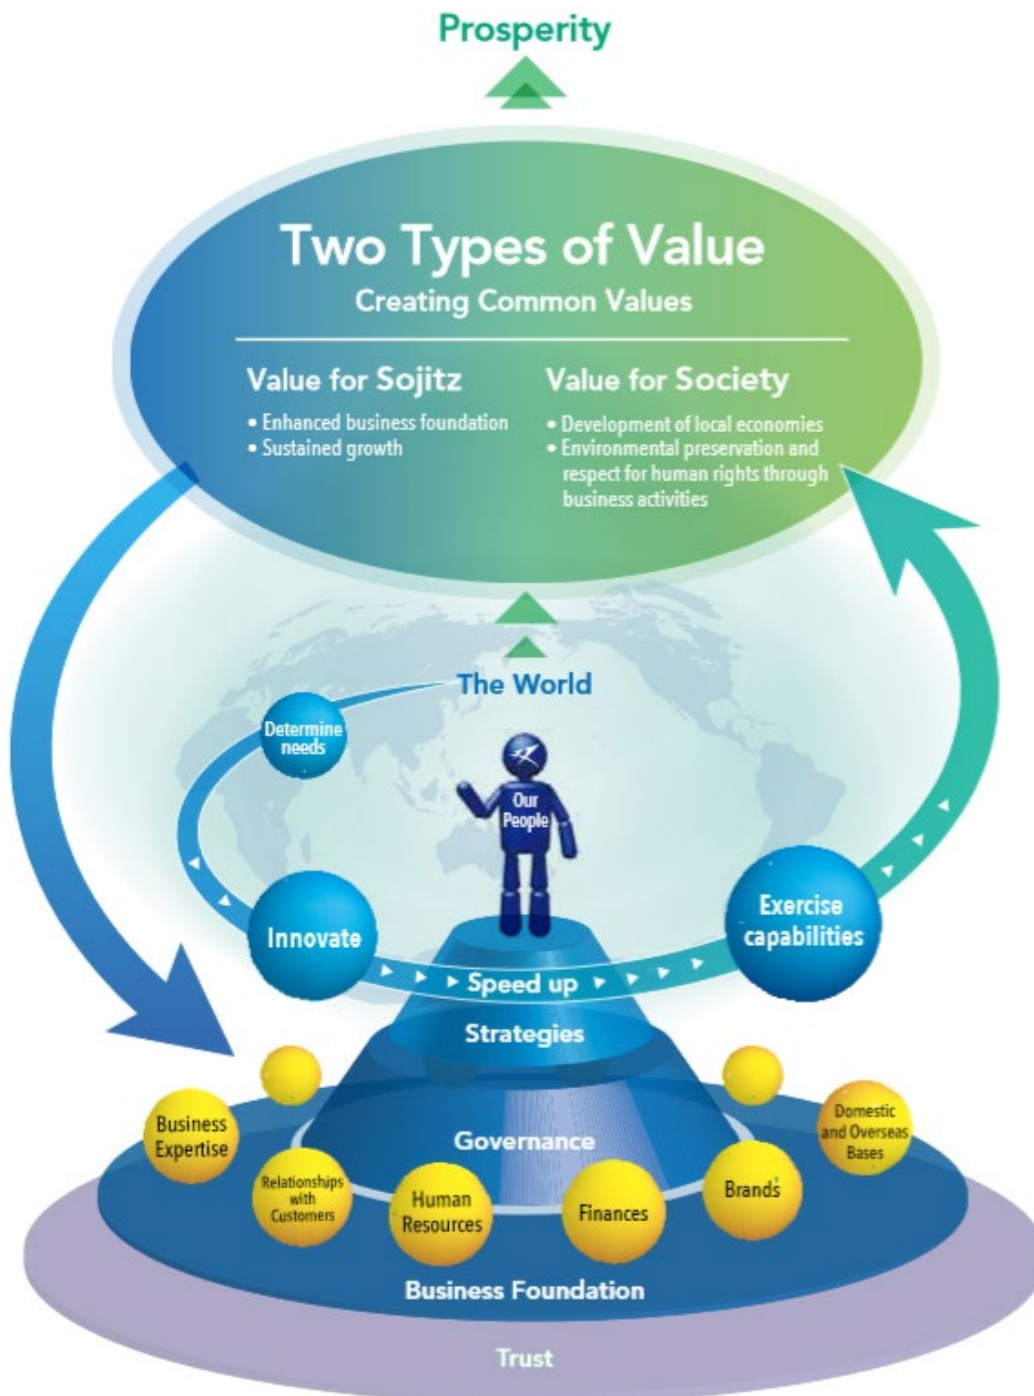 Prosperity
Two Types of Value
Creating Common Values
Value for Sojitz
• Enhanced business foundation
• Sustained growth
Value for Society
• Development of local economies
• Environmental preservation and
respect for human rights through
business activities
The World
Determine
needs
Our
People
Innovate
Exercise
capabilities
Speed up
Strategies
Governance
Business
Expertise
Relationships
with
Customers
Human
Resources
Finances
Brands
Domestic
and Overseas
Bases
Business Foundation
Trust